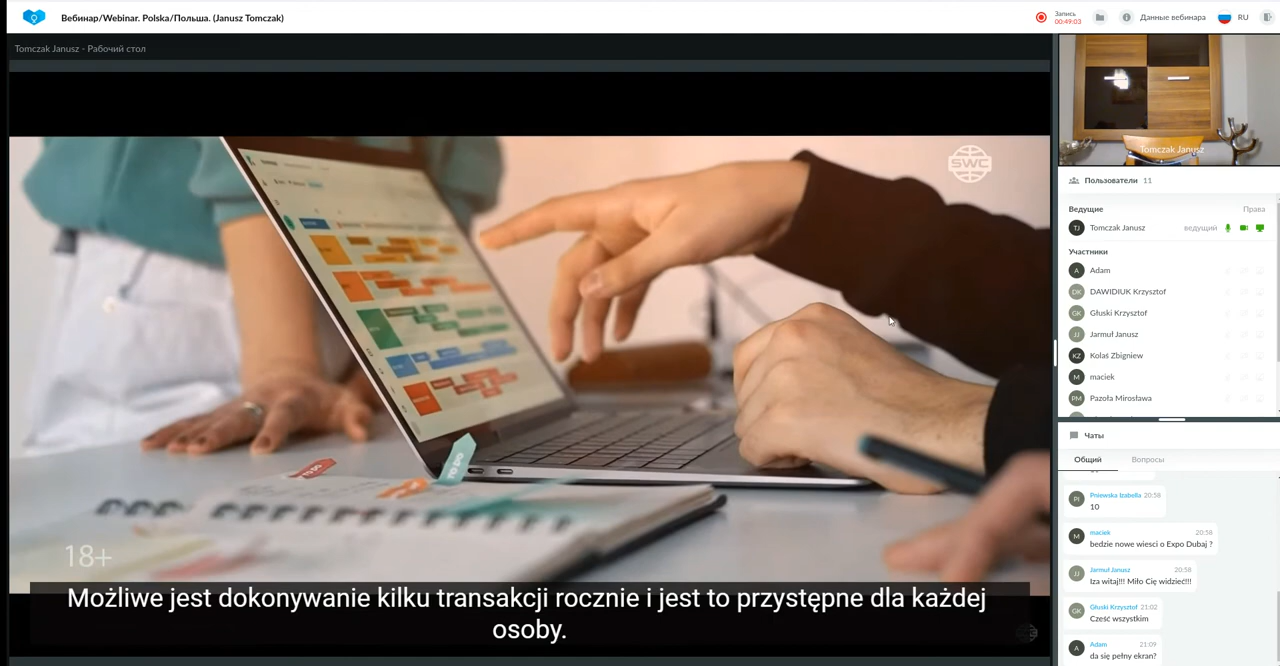 Вебинар/Webinar. Polska/Польша. (Janusz Tomczak)
Запись
00:49:03
Данные вебинара
RU
Tomczak Janusz - Рабочий стол
SWC
Tomczak Janusz
Пользователи 11
Ведущие Права
TJ Tomczak Janusz ведущий
Участники
A Adam
DK DAWIDIUK Krzysztof
GK Głuski Krzysztof
JJ Jarmuł Janusz
KZ Kolaś Zbigniew
M maciek
PM Pazoła Mirosława
Чаты
Общий Вопросы
PI Pniewska Izabella 20:58
10
M maciek 20:58
bedzie nowe wiesci o Expo Dubaj ?
JJ Jarmuł Janusz 20:58
Iza witaj!!! Miło Cię widzieć!!!
GK Głuski Krzysztof 21:02
Cześć wszystkim
A Adam 21:09
da się pełny ekran?
TO DO
TO DO
18+
Możliwe jest dokonywanie kilku transakcji rocznie i jest to przystępne dla każdej
osoby.